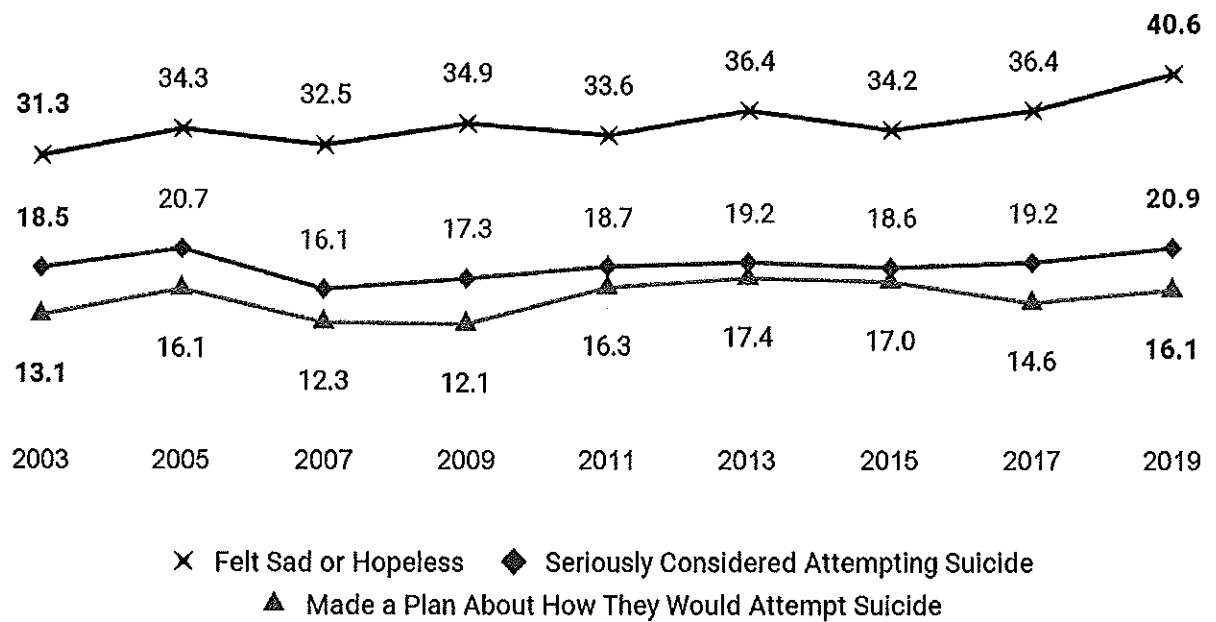 40.6
36.4 36.4
34.3 34.9 34.2
31.3 32.5 33.6
20.7 20.9
18.5 18.7 19.2 18.6 19.2
16.1 17.3
16.1 16.3 17.4 17.0 16.1
13.1 12.3 12.1 14.6
2003 2005 2007 2009 2011 2013 2015 2017 2019
Felt Sad or Hopeless Seriously Considered Attempting Suicide
Made a Plan About How They Would Attempt Suicide